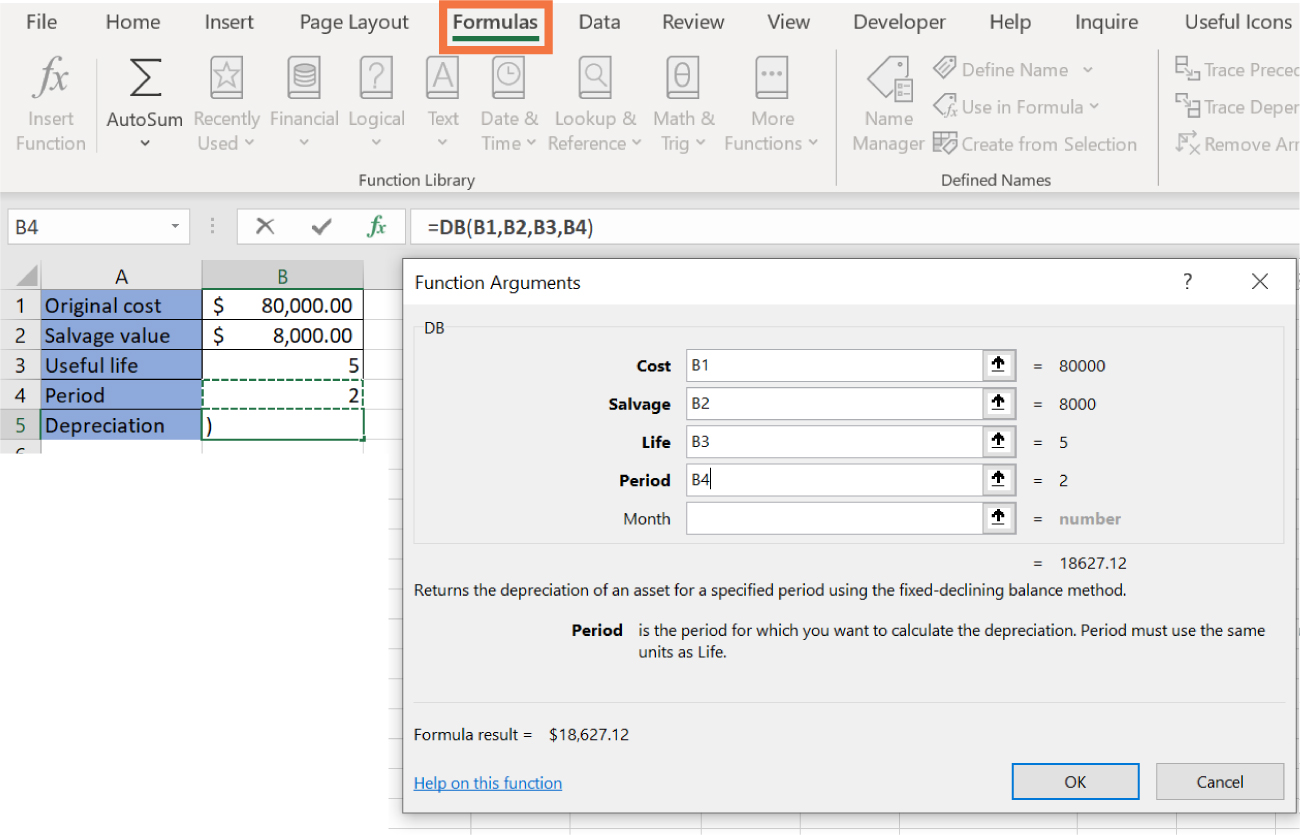 File Home Insert Page Layout Formulas Data Review View Developer Help Inquire Useful Icons
fx Insert Function
AutoSum
Recently Used
Financial
Logical
Text
Date & Time
Lookup & Reference
Math & Trig
More Functions
Function Library
Name Manager
Define Name
Use in Formula
Create from Selection
Defined Names
Trace Preced
Trace Deper
Remove Arr
B4 fx =DB(B1,B2,B3,B4)
A B
1 Original cost $ 80,000.00
2 Salvage value $ 8,000.00
3 Useful life 5
4 Period 2
5 Depreciation )
Function Arguments ?
DB
Cost B1 = 80000
Salvage B2 = 8000
Life B3 = 5
Period B4 = 2
Month = number
= 18627.12
Returns the depreciation of an asset for a specified period using the fixed-declining balance method.
Period is the period for which you want to calculate the depreciation. Period must use the same
units as Life.
Formula result = $18,627.12
Help on this function OK Cancel